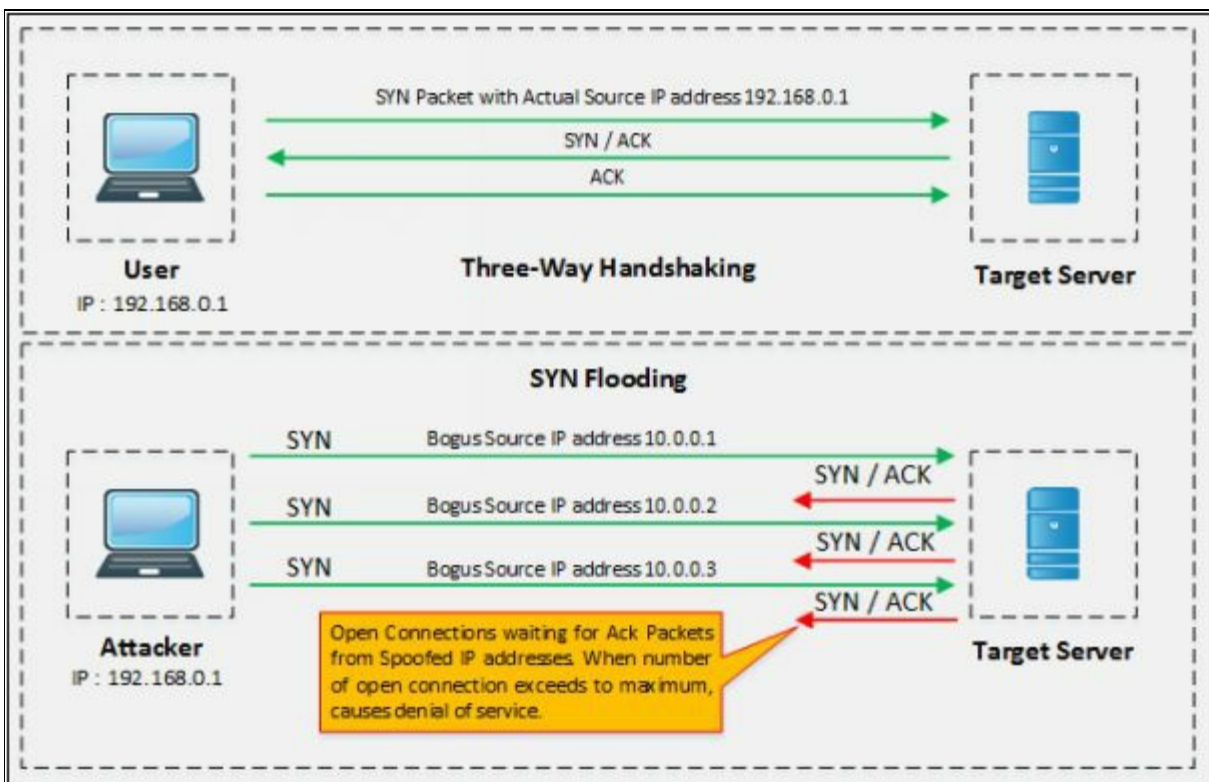 SYN Packet with Actual Source IP address 192.168.0.1
SYN / ACK
ACK
User
IP : 192.168.0.1
Three-Way Handshaking
Target Server
SYN Flooding
SYN
Bogus Source IP address 10.0.0.1
SYN / ACK
SYN
Bogus Source IP address 10.0.0.2
SYN / ACK
SYN
Bogus Source IP address 10.0.0.3
SYN / ACK
Attacker
IP : 192.168.0.1
Open Connections waiting for Ack Packets
from Spoofed IP addresses. When number
of open connection exceeds to maximum,
causes denial of service.
Target Server